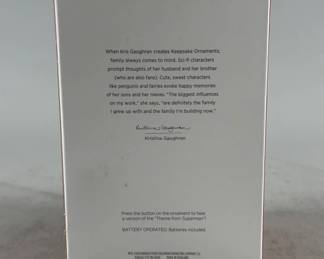 When Kris Gaughran creates Keepsake Ornaments,
family always comes to mind. Sci-fi characters
prompt thoughts of her husband and her brother
(who are also fans). Cute, sweet characters
like penguins and fairies evoke happy memories
of her sons and her nieces. "The biggest influences
on my work," she says, "are definitely the family
I grew up with and the family I'm building now."
Kristina Gaughran
Press the button on the ornament to hear
a version of the "Theme from Superman"
BATTERY OPERATED: Batteries included